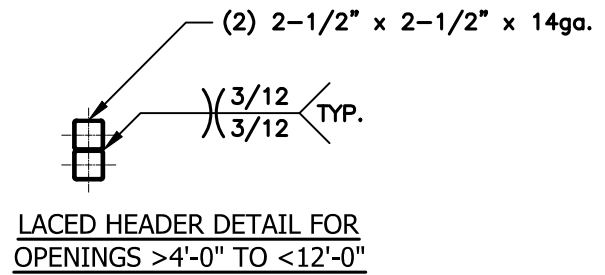 (2) 2-1/2" x 2-1/2" x 14ga.
3/12
3/12
TYP.
LACED HEADER DETAIL FOR
OPENINGS >4'-0" TO <12'-0"